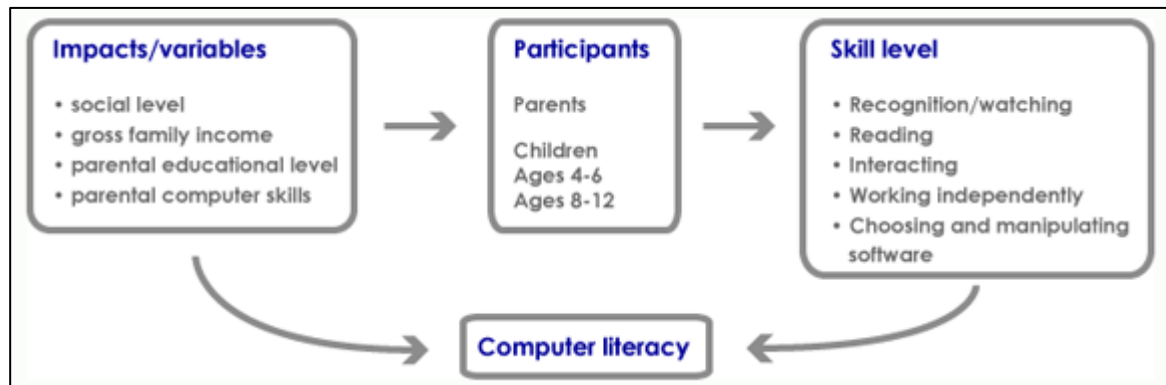 Impacts/variables
• social level
• gross family income
• parental educational level
• parental computer skills
Participants
Parents
Children
Ages 4-6
Ages 8-12
Skill level
• Recognition/watching
• Reading
• Interacting
• Working independently
• Choosing and manipulating
software
Computer literacy